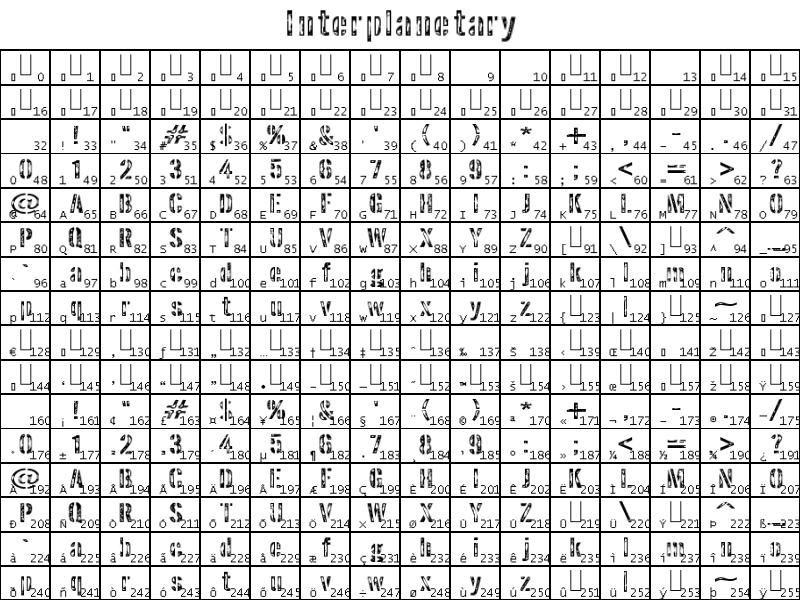 Interplanetary
0 1 2 3 4 5 6 7 8 9 10 11 12 13 14 15
16 17 18 19 20 21 22 23 24 25 26 27 28 29 30 31
32 ! ! 33 " " 34 # # 35 $ $ 36 % % 37 & & 38 ' ' 39 ( ( 40 ) ) 41 * * 42 + + 43 , , 44 - - 45 . . 46 / / 47
0 0 48 1 1 49 2 2 50 3 3 51 4 4 52 5 5 53 6 6 54 7 7 55 8 8 56 9 9 57 : : 58 ; ; 59 < < 60 = = 61 > > 62 ? ? 63
@ @ 64 A A 65 B B 66 C C 67 D D 68 E E 69 F F 70 G G 71 H H 72 I I 73 J J 74 K K 75 L L 76 M M 77 N N 78 O O 79
P P 80 Q Q 81 R R 82 S S 83 T T 84 U U 85 V V 86 W W 87 X X 88 Y Y 89 Z Z 90 [ 91 \ \ 92 ] 93 ^ ^ 94 _ _ 95
` ` 96 a a 97 b b 98 c c 99 d d 100 e e 101 f f 102 g g 103 h h 104 i i 105 j j 106 k k 107 l l 108 m m 109 n n 110 o o 111
p p 112 q q 113 r r 114 s s 115 t t 116 u u 117 v v 118 w w 119 x x 120 y y 121 z z 122 { 123 | | 124 } 125 ~ ~ 126 127
€ 128 129 ‚ 130 ƒ 131 „ 132 … 133 † 134 ‡ 135 ˆ 136 ‰ 137 Š 138 ‹ 139 Œ 140 141 Ž 142 143
144 ‘ 145 ’ 146 “ 147 ” 148 • 149 – 150 — 151 ˜ 152 ™ 153 š 154 › 155 œ 156 157 ž 158 Ÿ 159
160 ¡ ! 161 ¢ " 162 £ # 163 ¤ $ 164 ¥ % 165 ¦ & 166 § ' 167 ¨ ( 168 © ) 169 ª * 170 « + 171 ¬ , 172 - - 173 ® . 174 ¯ / 175
° 0 176 ± 1 177 ² 2 178 ³ 3 179 ´ 4 180 µ 5 181 ¶ 6 182 · 7 183 ¸ 8 184 ¹ 9 185 º : 186 » ; 187 ¼ < 188 ½ = 189 ¾ > 190 ¿ ? 191
À @ 192 Á A 193 Â B 194 Ã C 195 Ä D 196 Å E 197 Æ F 198 Ç G 199 È H 200 É I 201 Ê J 202 Ë K 203 Ì L 204 Í M 205 Î N 206 Ï O 207
Ð P 208 Ñ Q 209 Ò R 210 Ó S 211 Ô T 212 Õ U 213 Ö V 214 × W 215 Ø X 216 Ù Y 217 Ú Z 218 Û 219 Ü \ 220 Ý 221 Þ ^ 222 ß _ 223
à ` 224 á a 225 â b 226 ã c 227 ä d 228 å e 229 æ f 230 ç g 231 è h 232 é i 233 ê j 234 ë k 235 ì l 236 í m 237 î n 238 ï o 239
ð p 240 ñ q 241 ò r 242 ó s 243 ô t 244 õ u 245 ö v 246 ÷ w 247 ø x 248 ù y 249 ú z 250 û 251 ü | 252 ý 253 þ ~ 254 ÿ 255